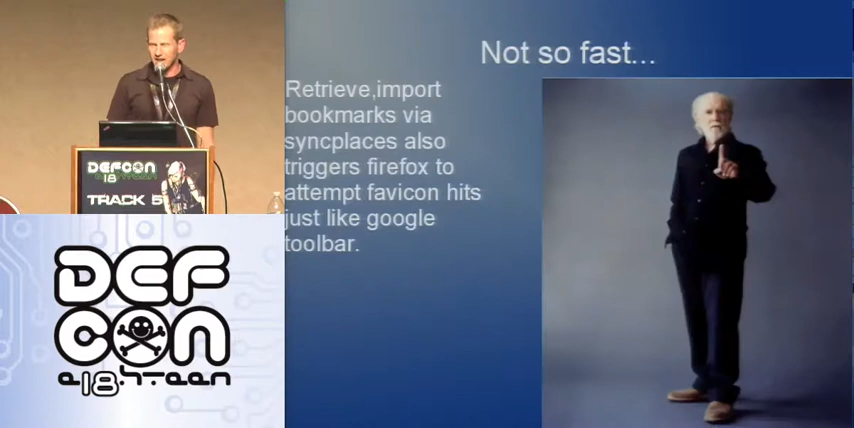 Not so fast...
Retrieve,import
bookmarks via
syncplaces also
triggers firefox to
attempt favicon hits
just like google
toolbar.
DEFCON
18
TRACK 5
DEF
CON
e18hteen